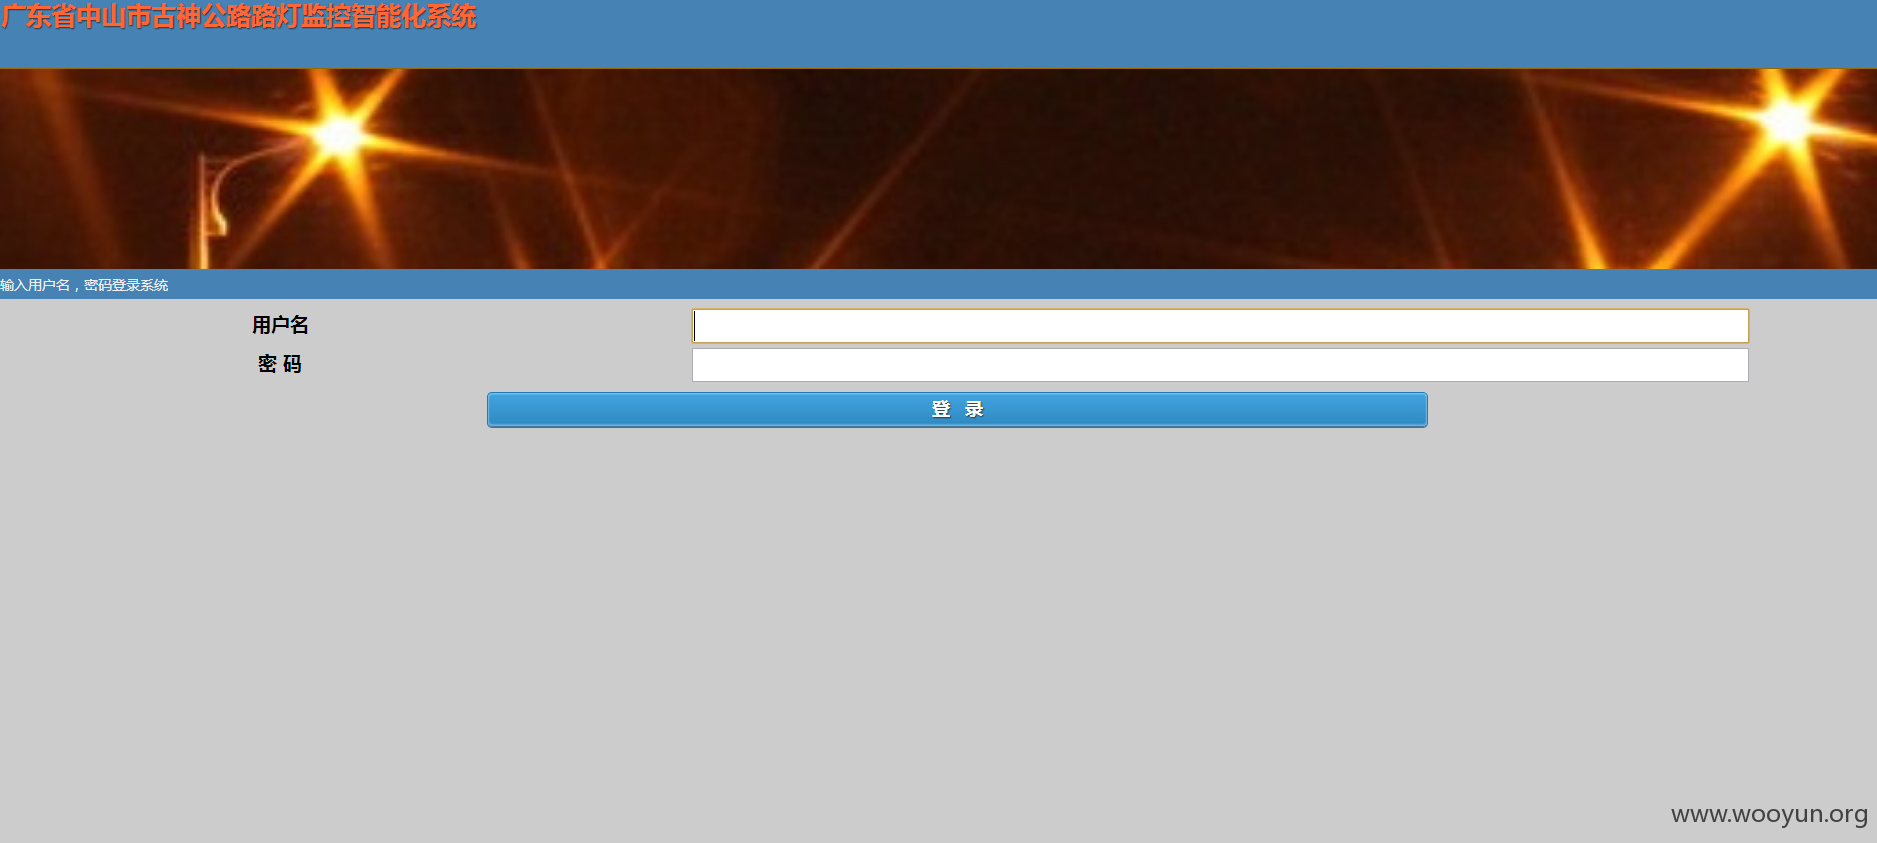 广东省中山市古神公路路灯监控智能化系统
输入用户名，密码登录系统
用户名
密 码
登 录
www.wooyun.org